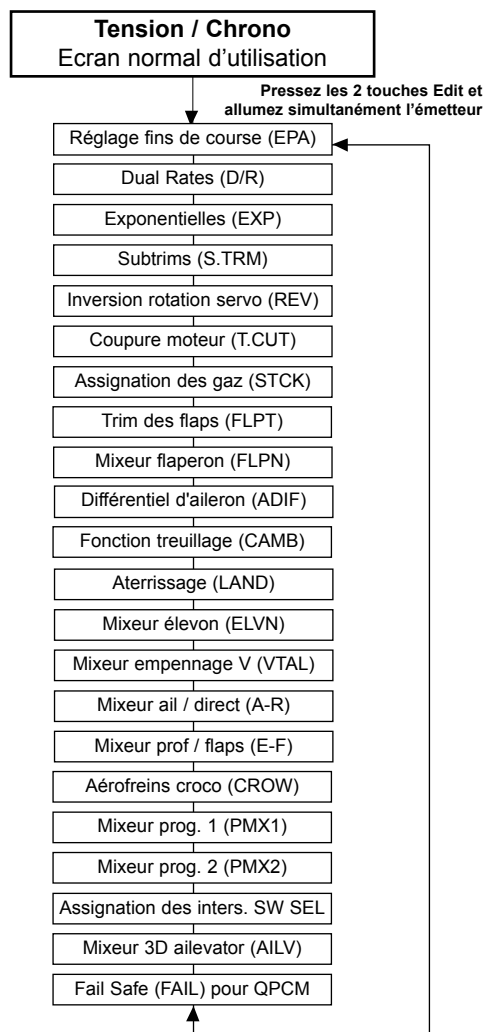 Tension / Chrono
Ecran normal d’utilisation
Pressez les 2 touches Edit et
allumez simultanément l’émetteur
Réglage fins de course (EPA)
Dual Rates (D/R)
Exponentielles (EXP)
Subtrims (S.TRM)
Inversion rotation servo (REV)
Coupure moteur (T.CUT)
Assignation des gaz (STCK)
Trim des flaps (FLPT)
Mixeur flaperon (FLPN)
Différentiel d'aileron (ADIF)
Fonction treuillage (CAMB)
Aterrissage (LAND)
Mixeur élevon (ELVN)
Mixeur empennage V (VTAL)
Mixeur ail / direct (A-R)
Mixeur prof / flaps (E-F)
Aérofreins croco (CROW)
Mixeur prog. 1 (PMX1)
Mixeur prog. 2 (PMX2)
Assignation des inters. SW SEL
Mixeur 3D ailevator (AILV)
Fail Safe (FAIL) pour QPCM